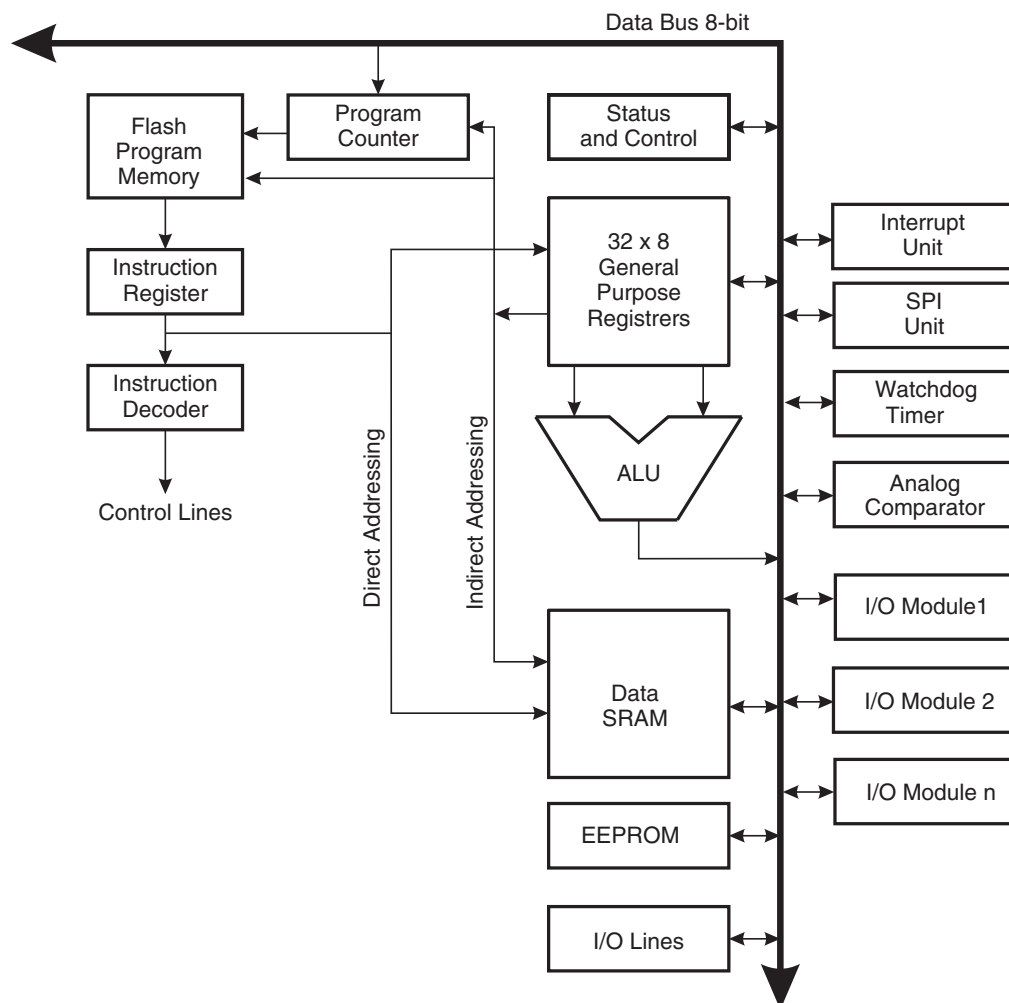 Data Bus 8-bit
Flash
Program
Memory
Program
Counter
Status
and Control
Interrupt
Unit
32 x 8
General
Purpose
Registrers
Instruction
Register
SPI
Unit
Instruction
Decoder
Watchdog
Timer
Control Lines
Direct Addressing
Indirect Addressing
ALU
Analog
Comparator
I/O Module1
Data
SRAM
I/O Module 2
I/O Module n
EEPROM
I/O Lines